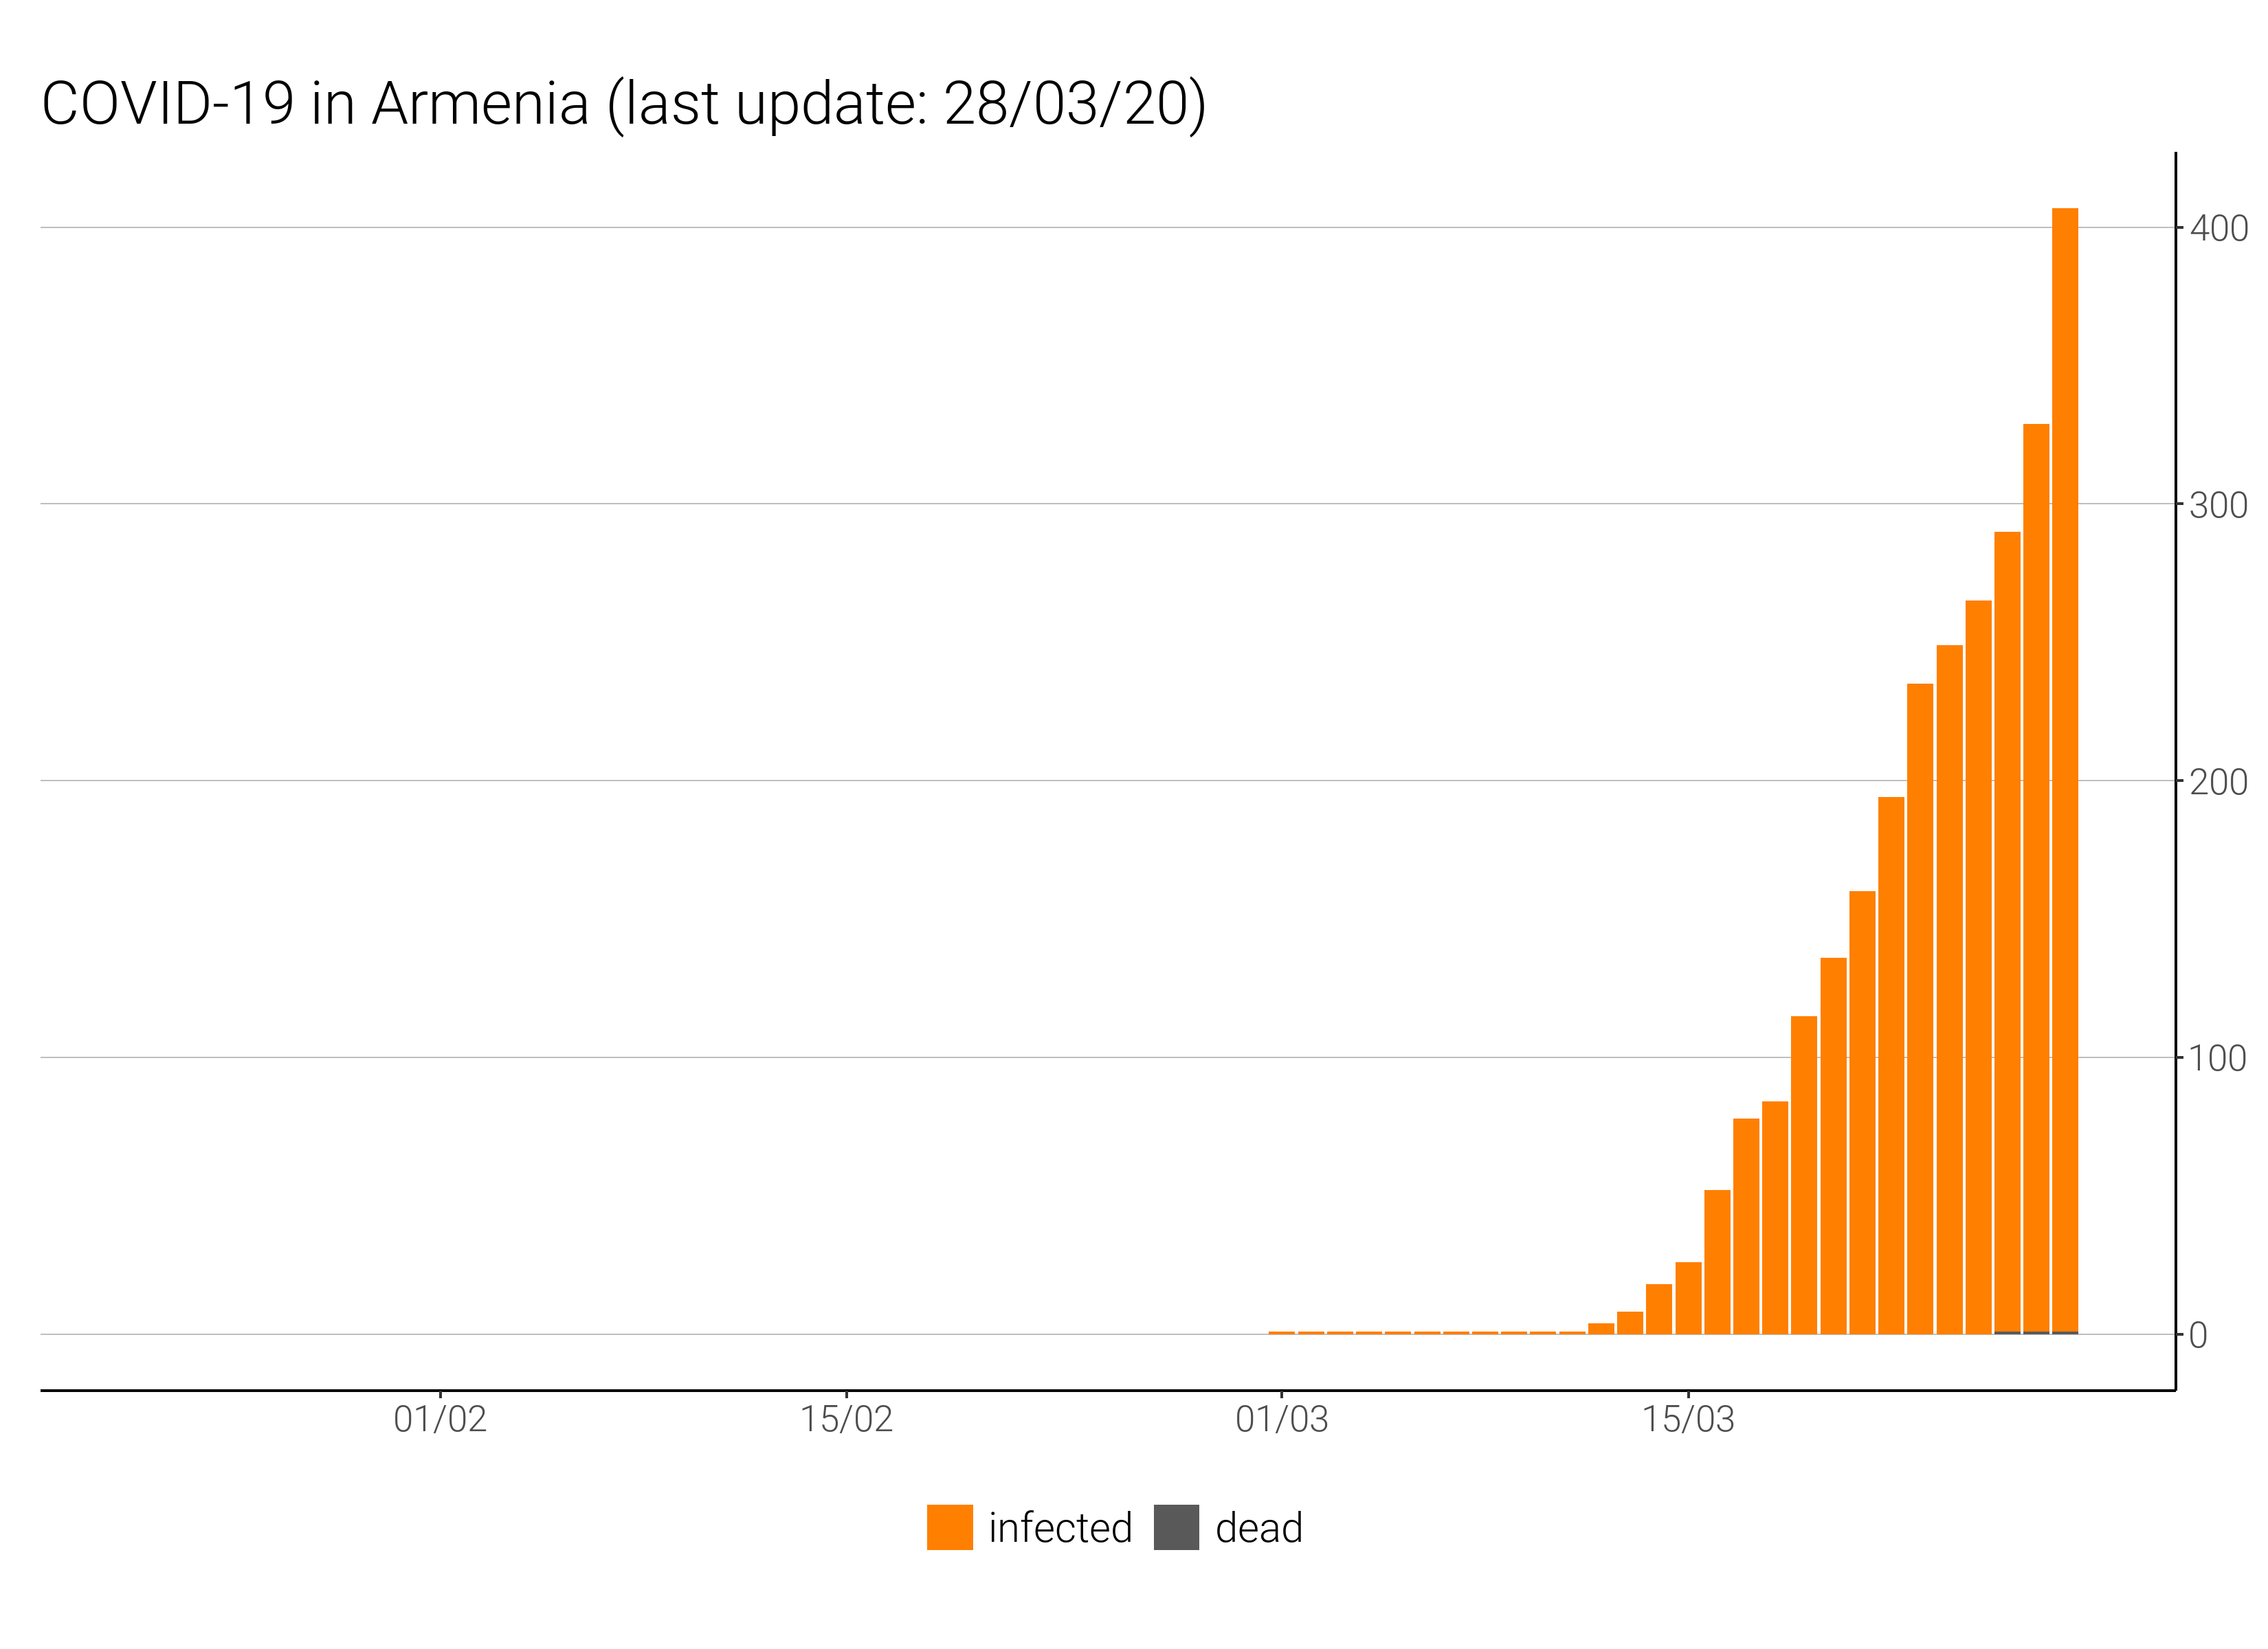 COVID-19 in Armenia (last update: 28/03/20)
400
300
200
100
0
01/02 15/02 01/03 15/03
infected dead